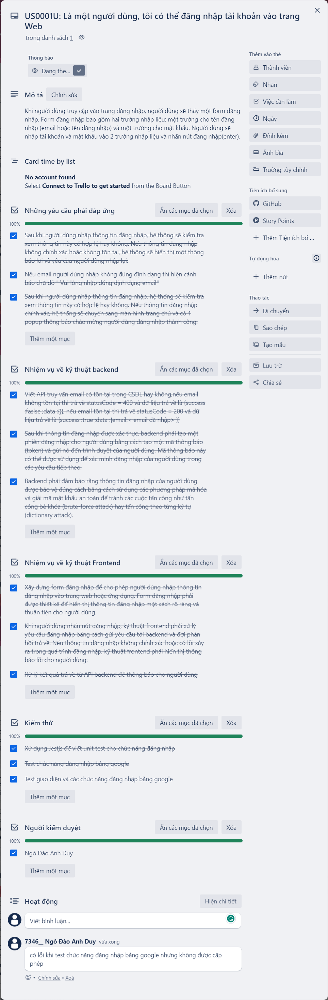 US0001U: Là một người dùng, tôi có thể đăng nhập tài khoản vào trang
Web
trong danh sách 1
Thông báo
Đang the...
Mô tả
Chỉnh sửa
Khi người dùng truy cập vào trang đăng nhập, người dùng sẽ thấy một form đăng
nhập. Form đăng nhập bao gồm hai trường nhập liệu: một trường cho tên đăng
nhập (email hoặc tên đăng nhập) và một trường cho mật khẩu. Người dùng sẽ
nhập tài khoản và mật khẩu vào 2 trường nhập liệu và nhấn nút đăng nhập(enter).
Card time by list
No account found
Select Connect to Trello to get started from the Board Button
Những yêu cầu phải đáp ứng
Ẩn các mục đã chọn
Xóa
100%
Sau khi người dùng nhập thông tin đăng nhập, hệ thống sẽ kiểm tra
xem thông tin này có hợp lệ hay không. Nếu thông tin đăng nhập
không chính xác hoặc không tồn tại, hệ thống sẽ hiển thị một thông
báo lỗi và yêu cầu người dùng nhập lại.
Nếu email người dùng nhập không đúng định dạng thì hiện cảnh
báo chữ đỏ " Vui lòng nhập đúng định dạng email"
Sau khi người dùng nhập thông tin đăng nhập, hệ thống sẽ kiểm tra
xem thông tin này có hợp lệ hay không. Nếu thông tin đăng nhập
chính xác, hệ thống sẽ chuyển sang màn hình trang chủ và có 1
popup thông báo chào mừng người dùng đăng nhập thành công.
Thêm một mục
Nhiệm vụ về kỹ thuật backend
Ẩn các mục đã chọn
Xóa
100%
Viết API truy vấn email có tồn tại trong CSDL hay không,nếu email
không tồn tại thì trả về statusCode = 400 và dữ liệu trả về là {success
:faslse ;data :{}}, nếu email tồn tại thì trả về statusCode = 200 và dữ
liệu trả về là {success :true ;data :{email:< email đã nhập> }}
Sau khi thông tin đăng nhập được xác thực, backend phải tạo một
phiên đăng nhập cho người dùng bằng cách tạo một mã thông báo
(token) và gửi nó đến trình duyệt của người dùng. Mã thông báo này
có thể được sử dụng để xác minh đăng nhập của người dùng trong
các yêu cầu tiếp theo.
Backend phải đảm bảo rằng thông tin đăng nhập của người dùng
được bảo vệ đúng cách bằng cách sử dụng các phương pháp mã hóa
và giải mã mật khẩu an toàn để tránh các cuộc tấn công như tấn
công bẻ khóa (brute-force attack) hay tấn công theo từng ký tự
(dictionary attack).
Thêm một mục
Nhiệm vụ về kỹ thuật Frontend
Ẩn các mục đã chọn
Xóa
100%
Xây dựng form đăng nhập để cho phép người dùng nhập thông tin
đăng nhập vào trang web hoặc ứng dụng. Form đăng nhập phải
được thiết kế để hiển thị thông tin đăng nhập một cách rõ ràng và
thuận tiện cho người dùng.
Khi người dùng nhấn nút đăng nhập, kỹ thuật frontend phải xử lý
yêu cầu đăng nhập bằng cách gửi yêu cầu tới backend và đợi phản
hồi trả về. Nếu thông tin đăng nhập không chính xác hoặc có lỗi xảy
ra trong quá trình đăng nhập, kỹ thuật frontend phải hiển thị thông
báo lỗi cho người dùng.
Xử lý kết quả trả về từ API backend để thông báo cho người dùng
Thêm một mục
Kiểm thử
Ẩn các mục đã chọn
Xóa
100%
Xử dụng Jestjs để viết unit test cho chức năng đăng nhập
Test chức năng đăng nhập bằng google
Test giao diện và các chức năng đăng nhập bằng google
Thêm một mục
Người kiểm duyệt
Ẩn các mục đã chọn
Xóa
100%
Ngô Đào Anh Duy
Thêm một mục
Hoạt động
Hiện chi tiết
Viết bình luận...
7346__ Ngô Đào Anh Duy vừa xong
có lỗi khi test chức năng đăng nhập bằng google nhưng không được cấp
phép
• Chỉnh sửa • Xoá
Thêm vào thẻ
Thành viên
Nhãn
Việc cần làm
Ngày
Đính kèm
Ảnh bìa
Trường tùy chỉnh
Tiện ích bổ sung
GitHub
Story Points
Thêm Tiện ích bổ ...
Tự động hóa
Thêm nút
Thao tác
Di chuyển
Sao chép
Tạo mẫu
Lưu trữ
Chia sẻ